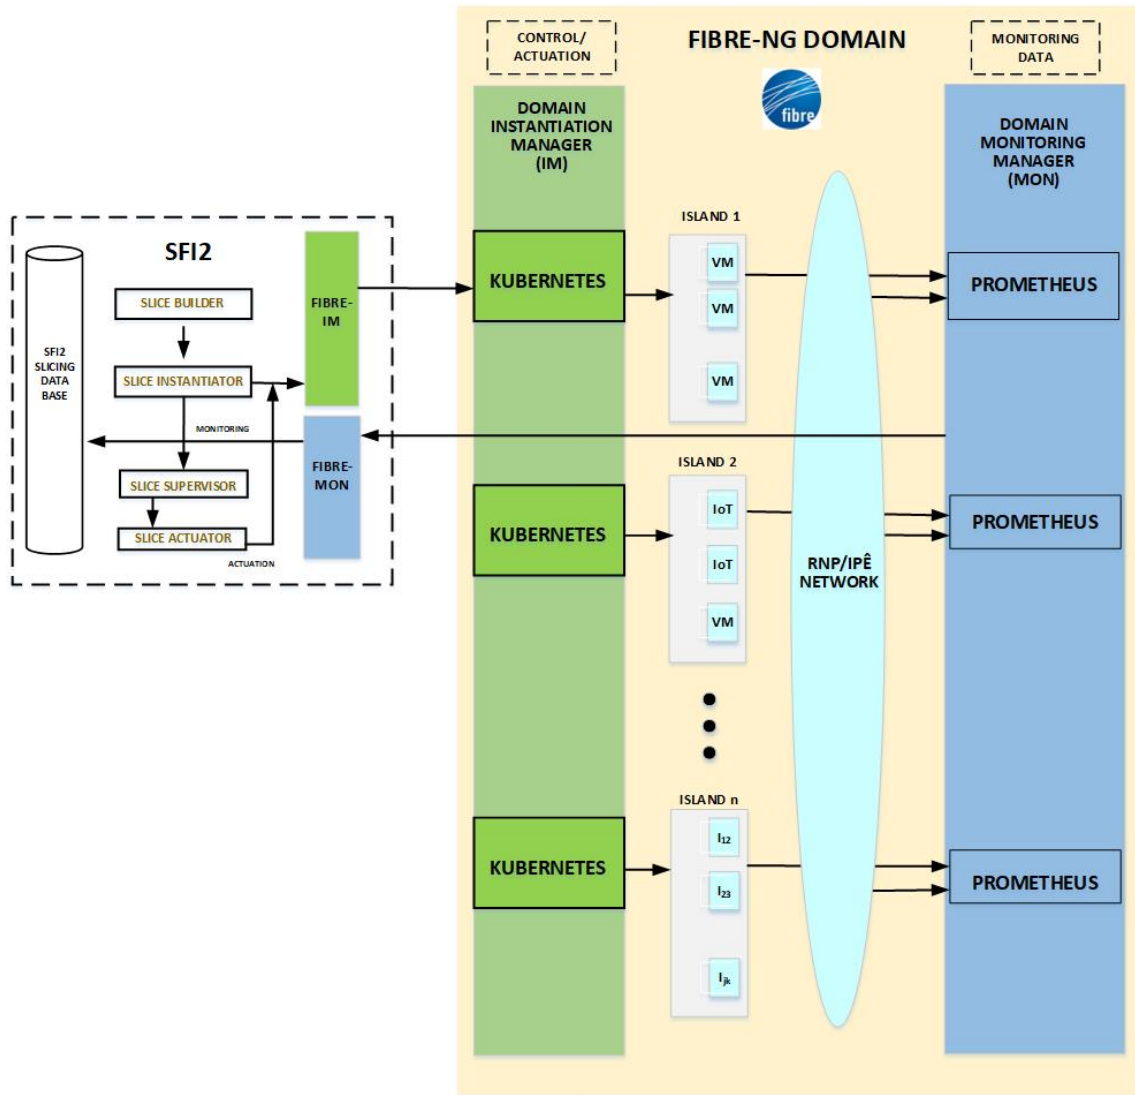 CONTROL/
ACTUATION
FIBRE-NG DOMAIN
MONITORING
DATA
fibre
DOMAIN
INSTANTIATION
MANAGER
(IM)
DOMAIN
MONITORING
MANAGER
(MON)
SFI2
SFI2
SLICING
DATA
BASE
SLICE BUILDER
SLICE INSTANTIATOR
MONITORING
SLICE SUPERVISOR
SLICE ACTUATOR
ACTUATION
FIBRE-
IM
FIBRE-
MON
KUBERNETES
ISLAND 1
VM
VM
VM
PROMETHEUS
KUBERNETES
ISLAND 2
IoT
IoT
VM
RNP/IPÊ
NETWORK
PROMETHEUS
KUBERNETES
ISLAND n
I12
I23
Ijk
PROMETHEUS